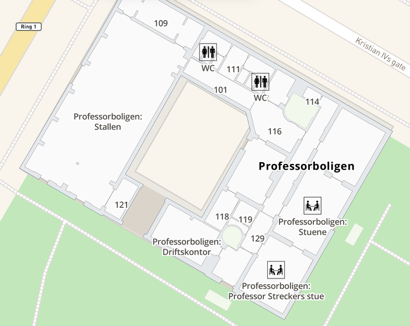 Ring 1
109
Kristian IVs gate
WC
111
WC
101
114
Professorboligen:
Stallen
116
Professorboligen
121
118
119
Professorboligen:
Stuene
129
Professorboligen:
Driftskontor
Professorboligen:
Professor Streckers stue